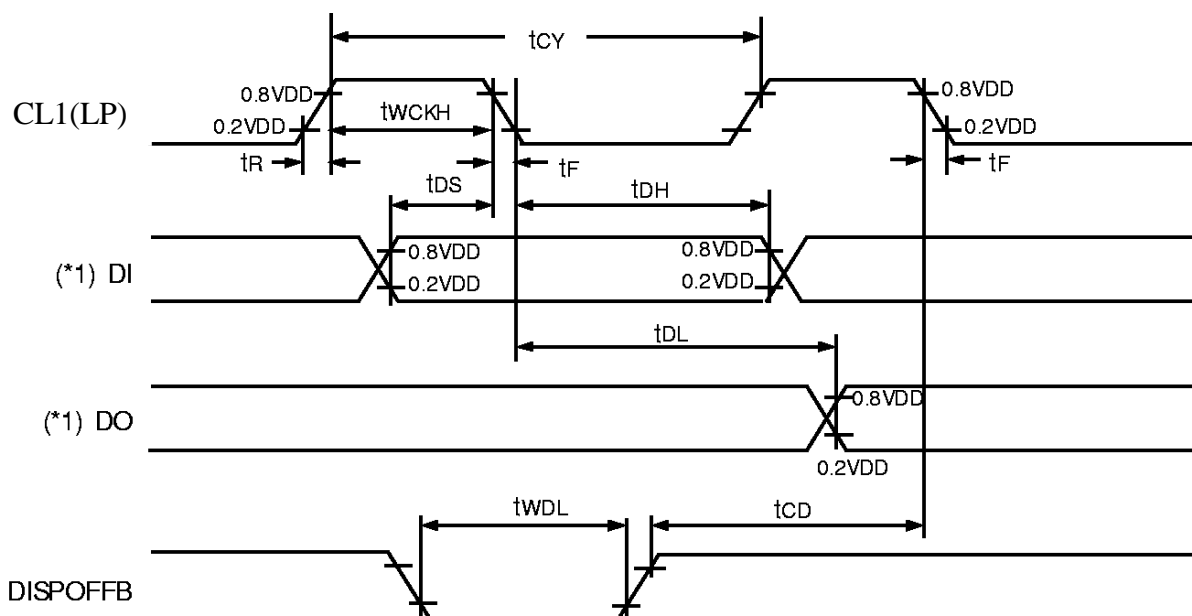 tCY
0.8VDD
0.8VDD
CL1(LP)
tWCKH
0.2VDD
0.2VDD
tR
tF
tF
tDS
tDH
0.8VDD
0.8VDD
(*1) DI
0.2VDD
0.2VDD
tDL
0.8VDD
(*1) DO
0.2VDD
tWDL
tCD
DISPOFFB